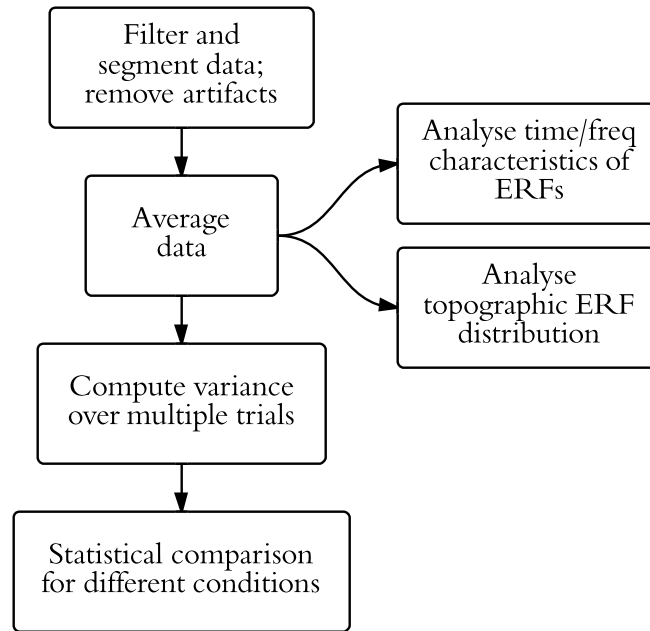 Filter and
segment data;
remove artifacts
Analyse time/freq
characteristics of
ERFs
Average
data
Analyse
topographic ERF
distribution
Compute variance
over multiple trials
Statistical comparison
for different conditions